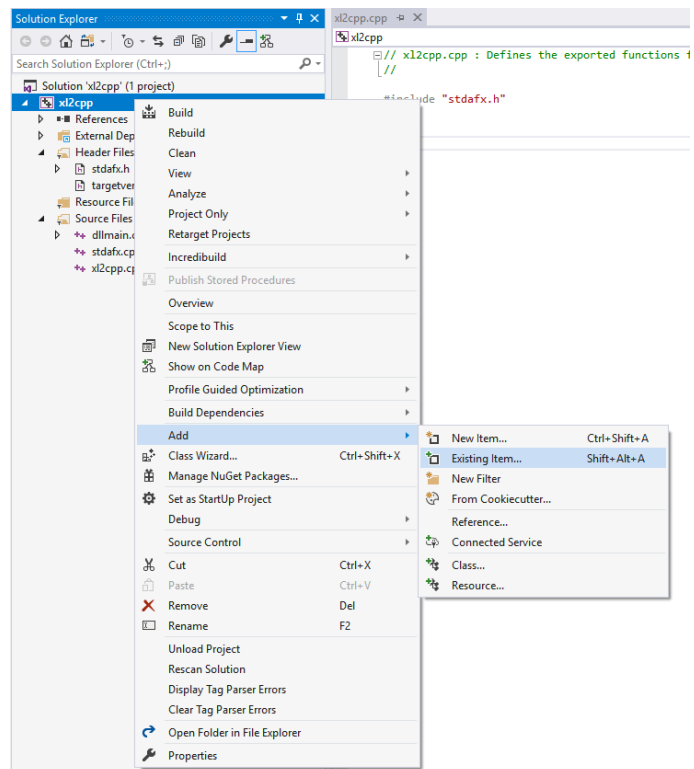 Solution Explorer
Search Solution Explorer (Ctrl+;)
Solution 'xl2cpp' (1 project)
xl2cpp
References
External Dep
Header Files
stdafx.h
targetver
Resource Fil
Source Files
dllmain.c
stdafx.cp
xl2cpp.cp
xl2cpp.cpp
xl2cpp
// xl2cpp.cpp : Defines the exported functions f
//
#include "stdafx.h"
Build
Rebuild
Clean
View
Analyze
Project Only
Retarget Projects
Incredibuild
Publish Stored Procedures
Overview
Scope to This
New Solution Explorer View
Show on Code Map
Profile Guided Optimization
Build Dependencies
Add
Class Wizard... Ctrl+Shift+X
Manage NuGet Packages...
Set as StartUp Project
Debug
Source Control
Cut Ctrl+X
Paste Ctrl+V
Remove Del
Rename F2
Unload Project
Rescan Solution
Display Tag Parser Errors
Clear Tag Parser Errors
Open Folder in File Explorer
Properties
New Item... Ctrl+Shift+A
Existing Item... Shift+Alt+A
New Filter
From Cookiecutter...
Reference...
Connected Service
Class...
Resource...